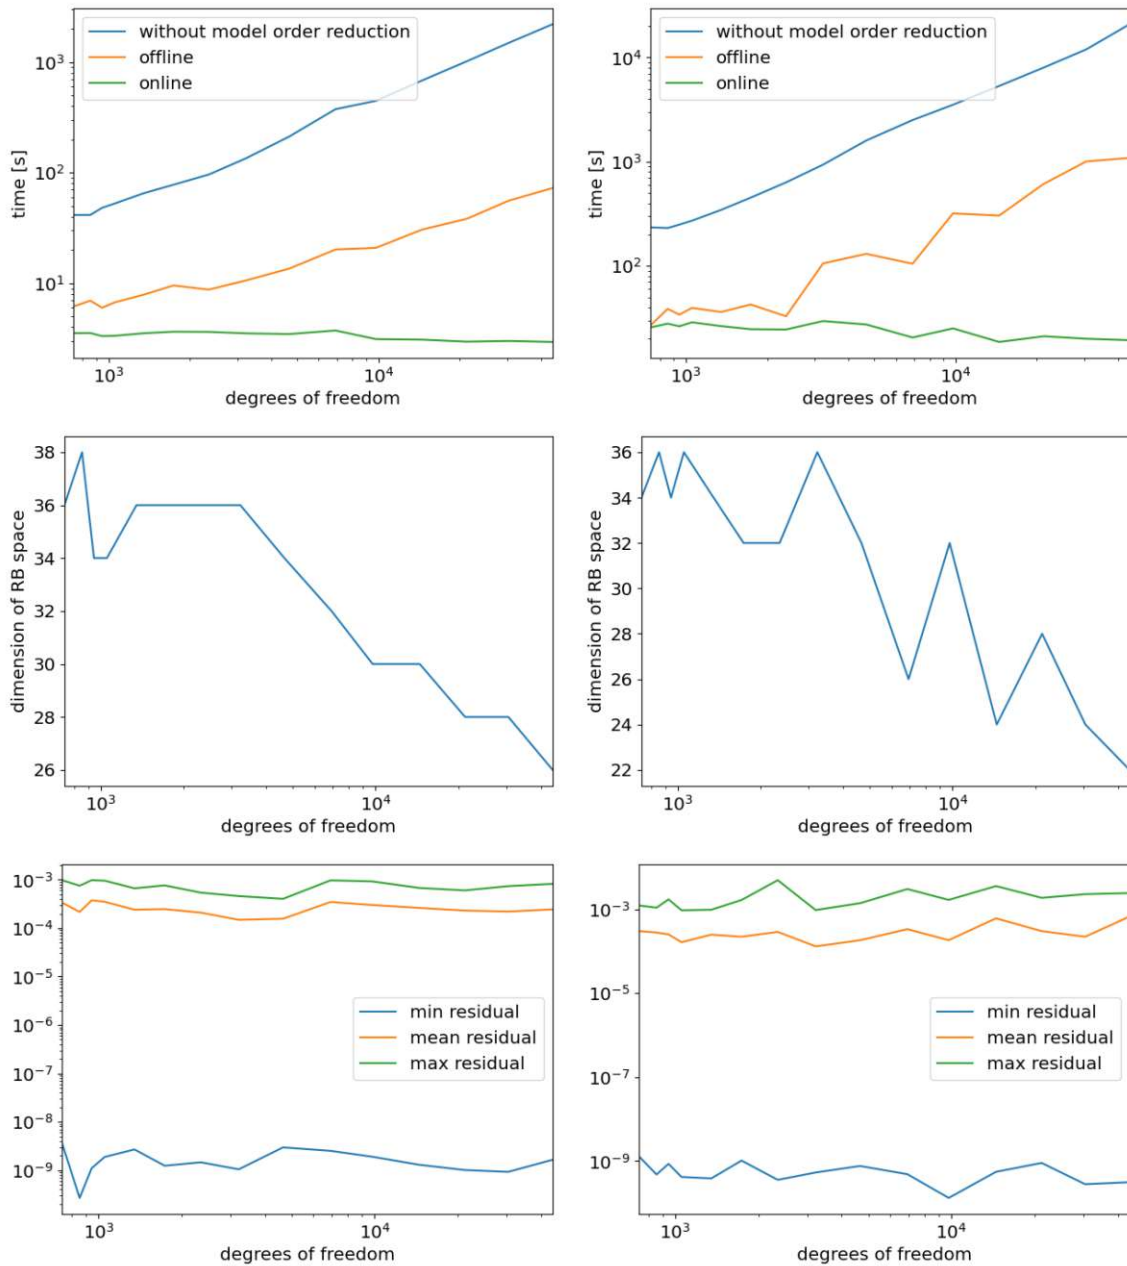 without model order reduction
offline
online
10³
10²
10¹
time [s]
10³
10⁴
degrees of freedom
without model order reduction
offline
online
10⁴
10³
10²
time [s]
10³
10⁴
degrees of freedom
38
36
34
32
30
28
26
dimension of RB space
10³
10⁴
degrees of freedom
36
34
32
28
26
24
22
dimension of RB space
10³
10⁴
degrees of freedom
10⁻³
10⁻⁴
10⁻⁵
10⁻⁶
10⁻⁷
10⁻⁸
10⁻⁹
min residual
mean residual
max residual
10³
10⁴
degrees of freedom
10⁻³
10⁻⁵
10⁻⁷
10⁻⁹
min residual
mean residual
max residual
10³
10⁴
degrees of freedom